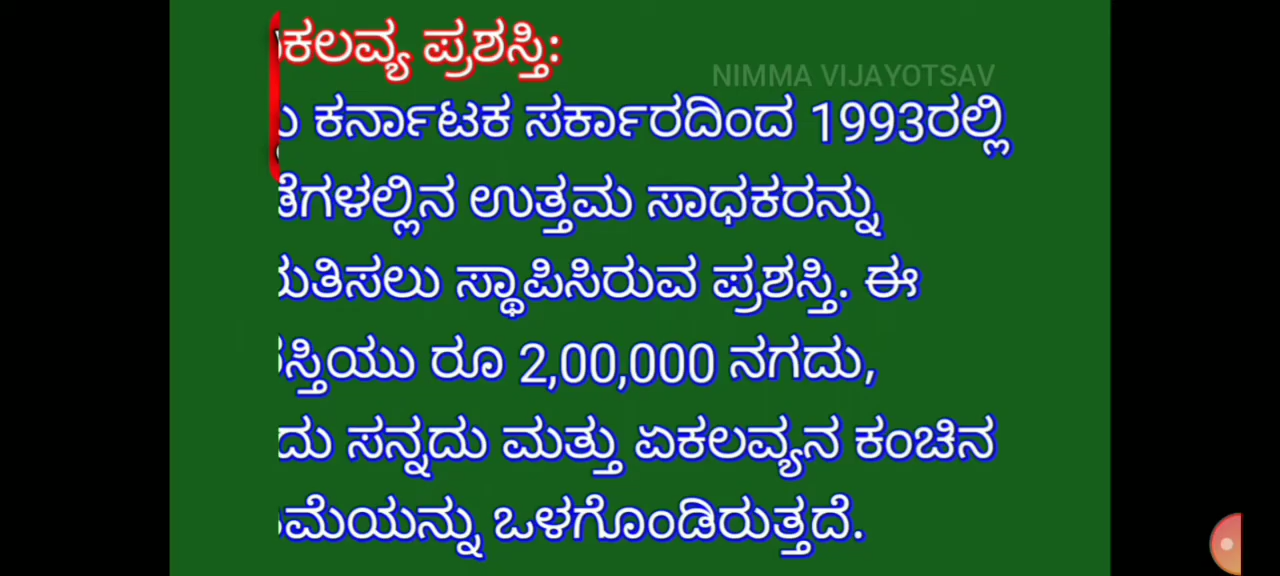 ಕಲವ್ಯ ಪ್ರಶಸ್ತಿ:
NIMMA VIJAYOTSAV
ಕರ್ನಾಟಕ ಸರ್ಕಾರದಿಂದ 1993ರಲ್ಲಿ
ಗಳಲ್ಲಿನ ಉತ್ತಮ ಸಾಧಕರನ್ನು
ತಿಸಲು ಸ್ಥಾಪಿಸಿರುವ ಪ್ರಶಸ್ತಿ. ಈ
ಸ್ತಿಯು ರೂ 2,00,000 ನಗದು,
ದು ಸನ್ನದು ಮತ್ತು ಏಕಲವ್ಯನ ಕಂಚಿನ
ಮೆಯನ್ನು ಒಳಗೊಂಡಿರುತ್ತದೆ.